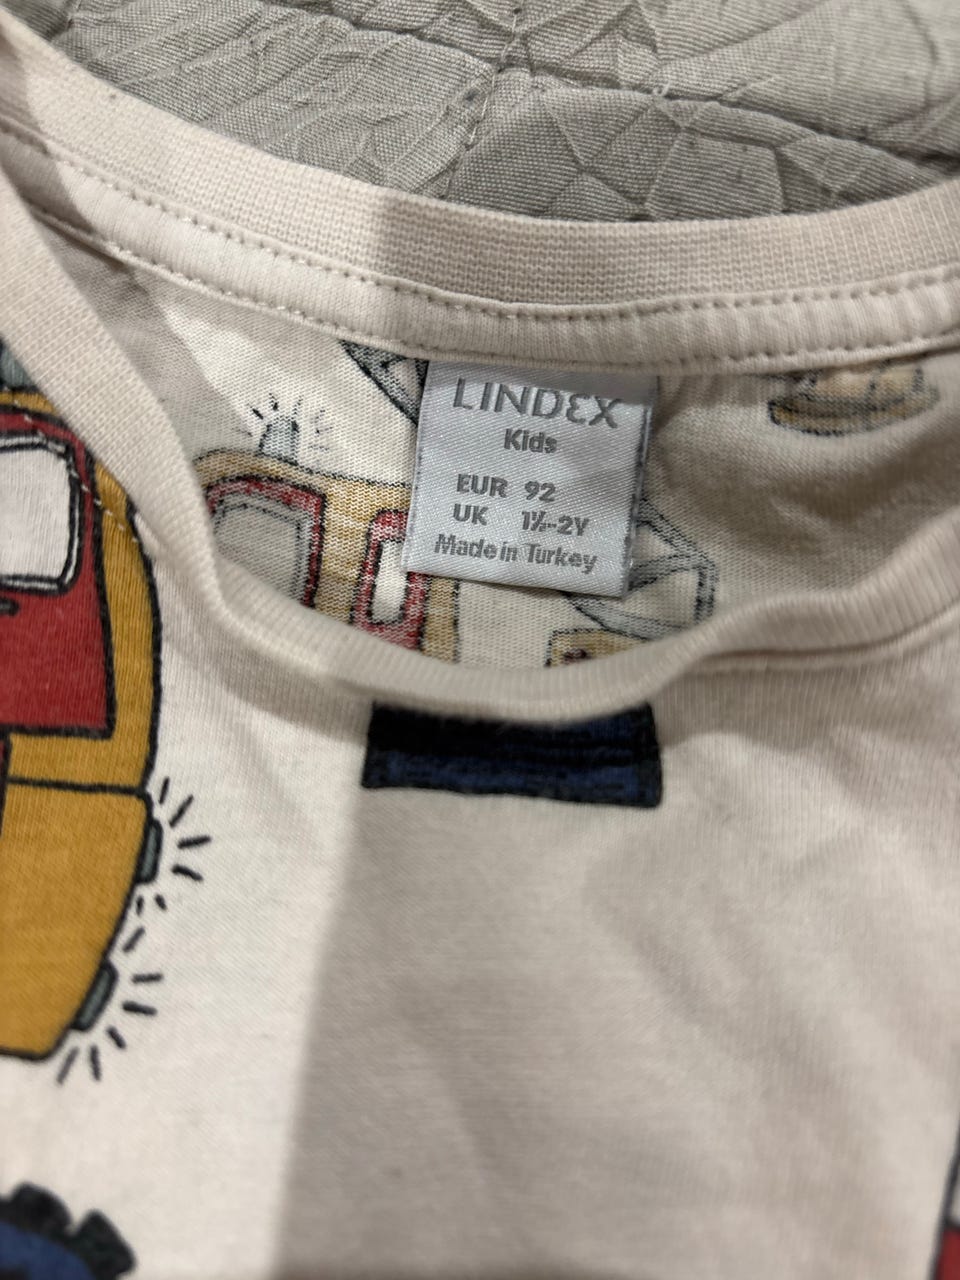 LINDEX
Kids
EUR 92
UK 1½-2Y
Made in Turkey